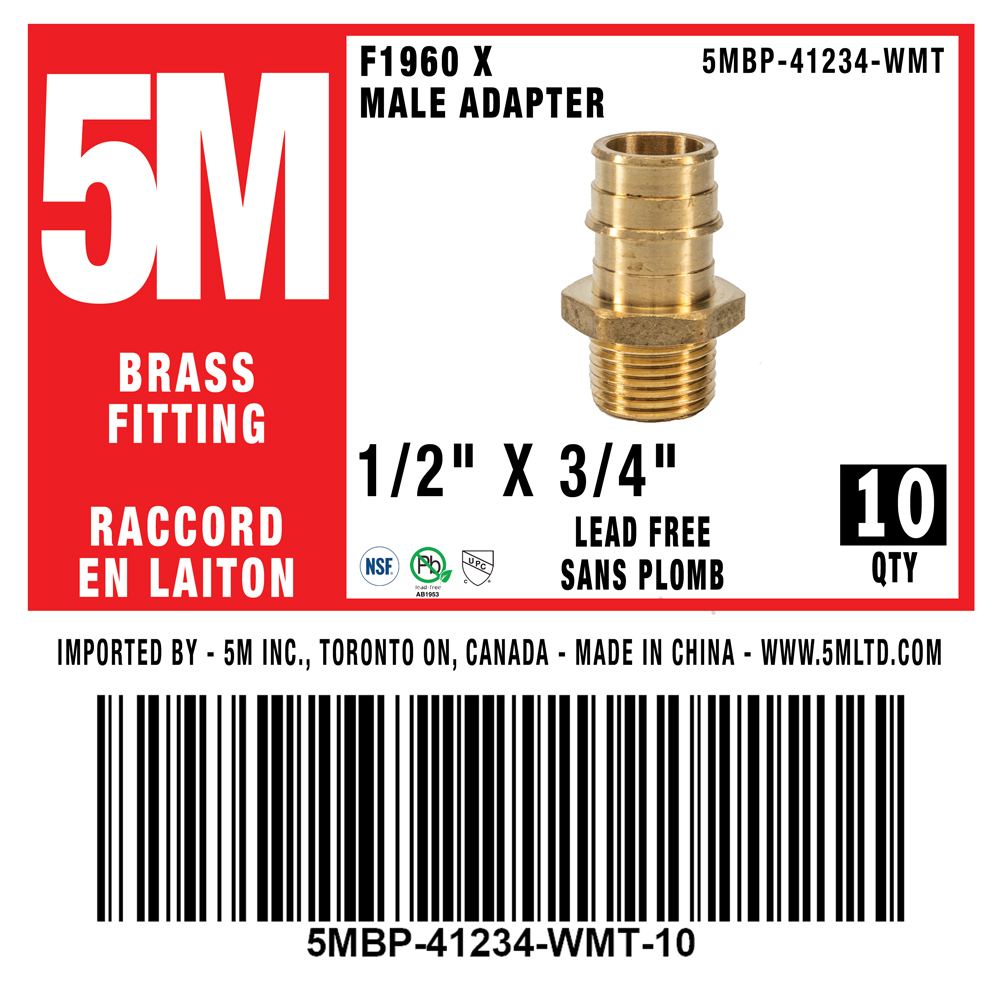 5M
BRASS
FITTING
RACCORD
EN LAITON
F1960 X
MALE ADAPTER
5MBP-41234-WMT
1/2" X 3/4"
LEAD FREE
SANS PLOMB
10
QTY
NSF
Pb
lead-free
AB1953
UPC
C
®
IMPORTED BY - 5M INC., TORONTO ON, CANADA - MADE IN CHINA - WWW.5MLTD.COM
5MBP-41234-WMT-10